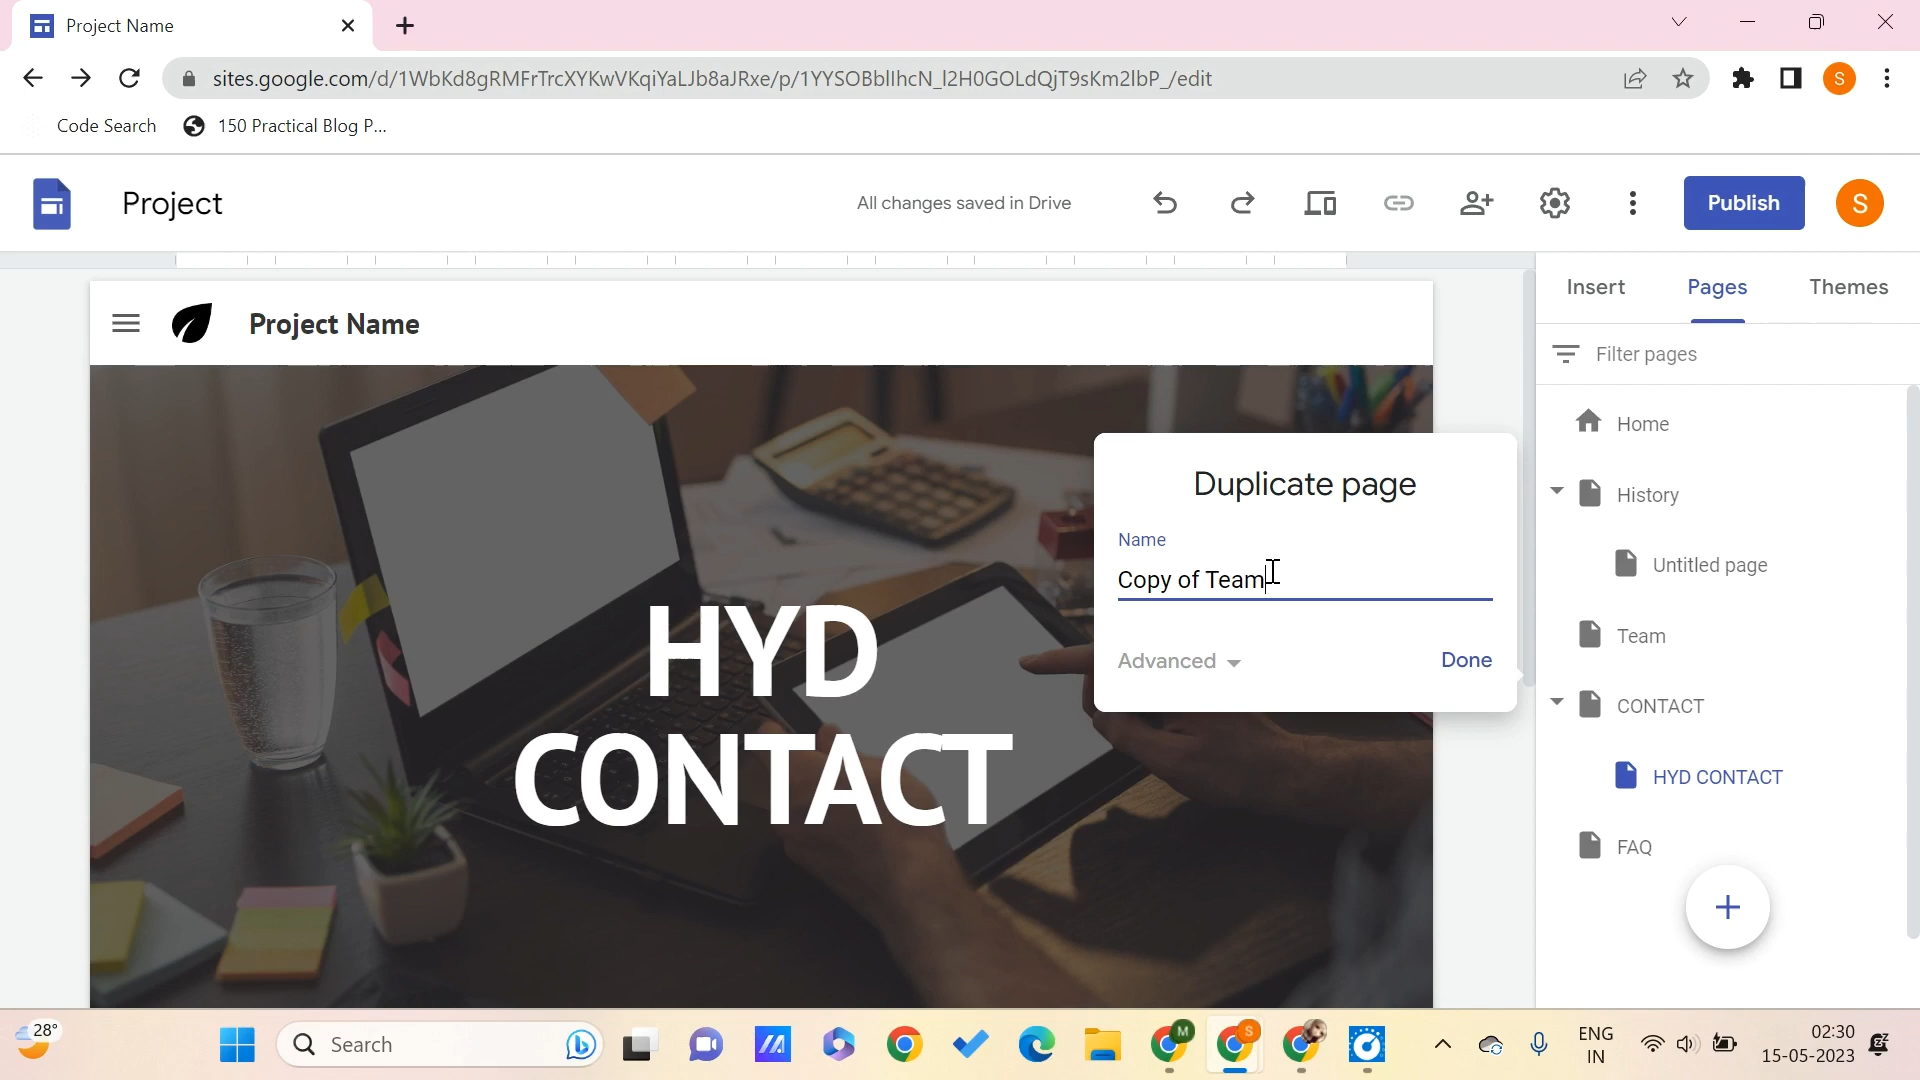 Project Name
sites.google.com/d/1WbKd8gRMFrTrcXYKwVKqiYaLJb8aJRxe/p/1YYSOBblIhcN_l2H0GOLdQjT9sKm2lbP_/edit
S
Code Search
150 Practical Blog P...
Project
All changes saved in Drive
Publish
S
Insert
Pages
Themes
Filter pages
Project Name
HYD
CONTACT
Duplicate page
Name
Copy of Team
Advanced
Done
Home
History
Untitled page
Team
CONTACT
HYD CONTACT
FAQ
28°
Search
M
S
ENG
IN
02:30
15-05-2023